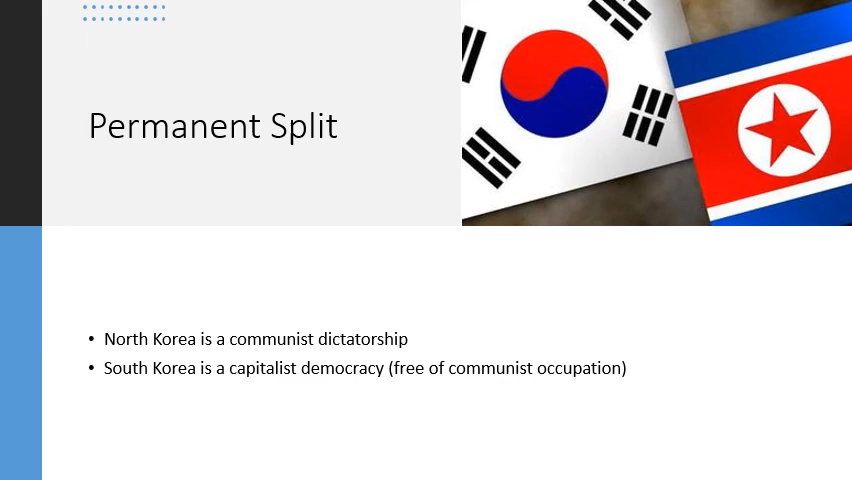 Permanent Split
• North Korea is a communist dictatorship
• South Korea is a capitalist democracy (free of communist occupation)